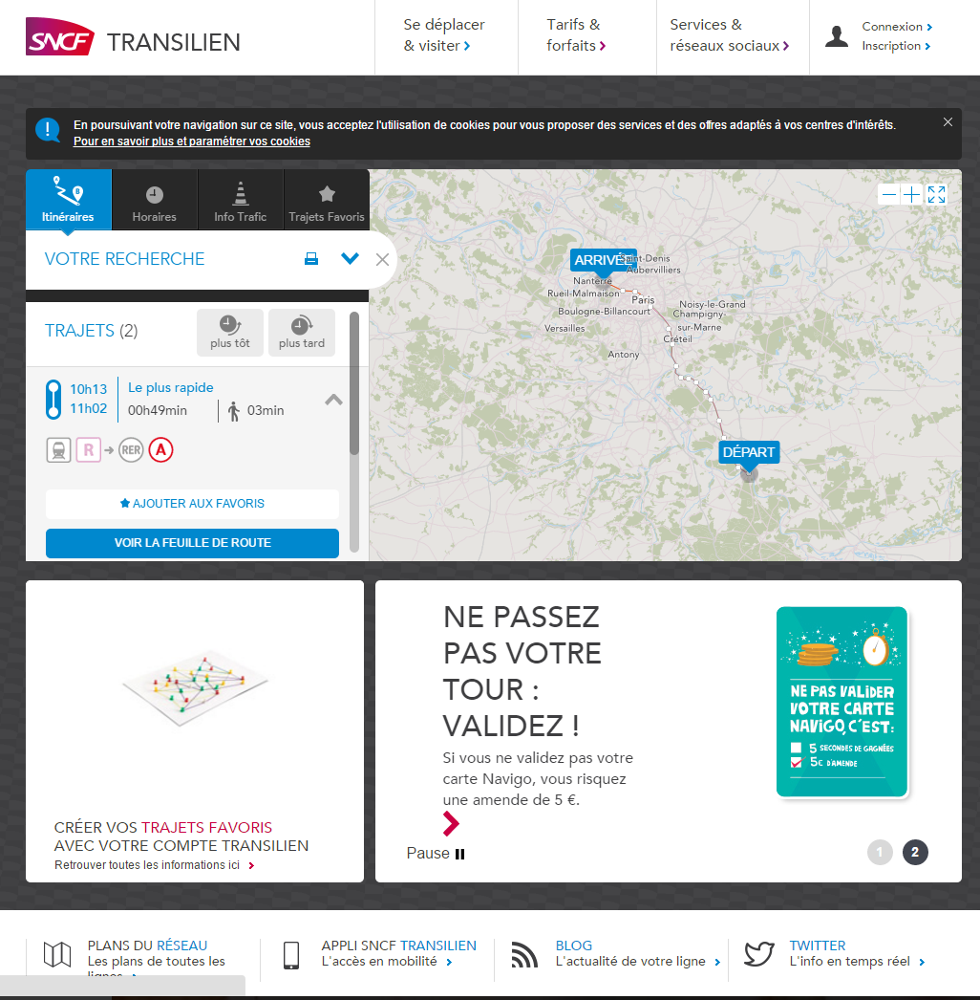 SNCF TRANSILIEN
Se déplacer
& visiter
Tarifs &
forfaits
Services &
réseaux sociaux
Connexion
Inscription
En poursuivant votre navigation sur ce site, vous acceptez l'utilisation de cookies pour vous proposer des services et des offres adaptés à vos centres d'intérêts.
Pour en savoir plus et paramétrer vos cookies
Itinéraires
Horaires
Info Trafic
Trajets Favoris
VOTRE RECHERCHE
TRAJETS (2)
plus tôt
plus tard
10h13
11h02
Le plus rapide
00h49min
03min
R RER A
AJOUTER AUX FAVORIS
VOIR LA FEUILLE DE ROUTE
ARRIVÉE
Saint-Denis
Aubervilliers
Nanterre
Rueil-Malmaison
Paris
Boulogne-Billancourt
Noisy-le-Grand
Champigny-
sur-Marne
Versailles
Créteil
Antony
DÉPART
CRÉER VOS TRAJETS FAVORIS
AVEC VOTRE COMPTE TRANSILIEN
Retrouver toutes les informations ici
NE PASSEZ
PAS VOTRE
TOUR :
VALIDEZ !
Si vous ne validez pas votre
carte Navigo, vous risquez
une amende de 5 €.
Pause
1
2
NE PAS VALIDER
VOTRE CARTE
NAVIGO, C'EST :
5 SECONDES DE GAGNÉES
5€ D'AMENDE
PLANS DU RÉSEAU
Les plans de toutes les
lignes
APPLI SNCF TRANSILIEN
L'accès en mobilité
BLOG
L'actualité de votre ligne
TWITTER
L'info en temps réel